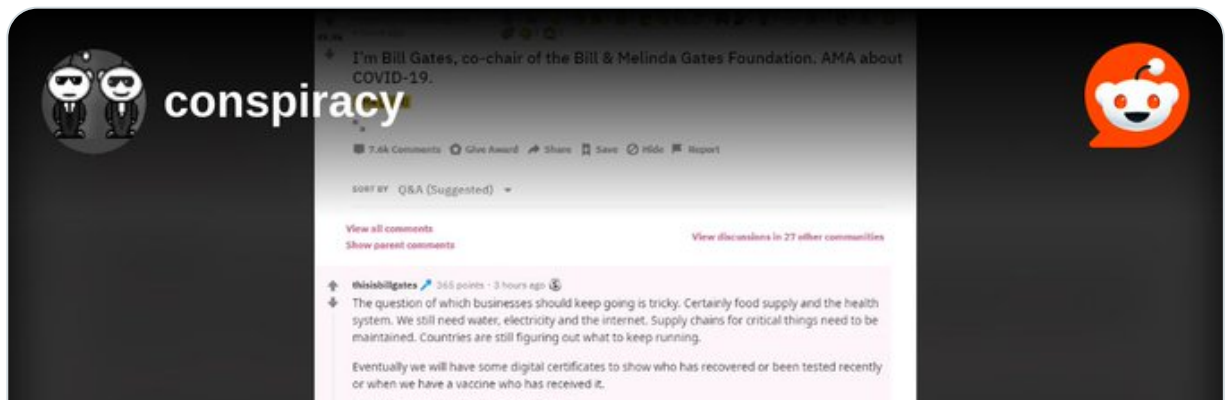 I'm Bill Gates, co-chair of the Bill & Melinda Gates Foundation. AMA about
COVID-19.
conspiracy
7.6k Comments Give Award Share Save Hide Report
SORT BY Q&A (Suggested)
View all comments
View discussions in 27 other communities
Show parent comments
thisisbillgates 365 points · 3 hours ago
The question of which businesses should keep going is tricky. Certainly food supply and the health
system. We still need water, electricity and the internet. Supply chains for critical things need to be
maintained. Countries are still figuring out what to keep running.
Eventually we will have some digital certificates to show who has recovered or been tested recently
or when we have a vaccine who has received it.